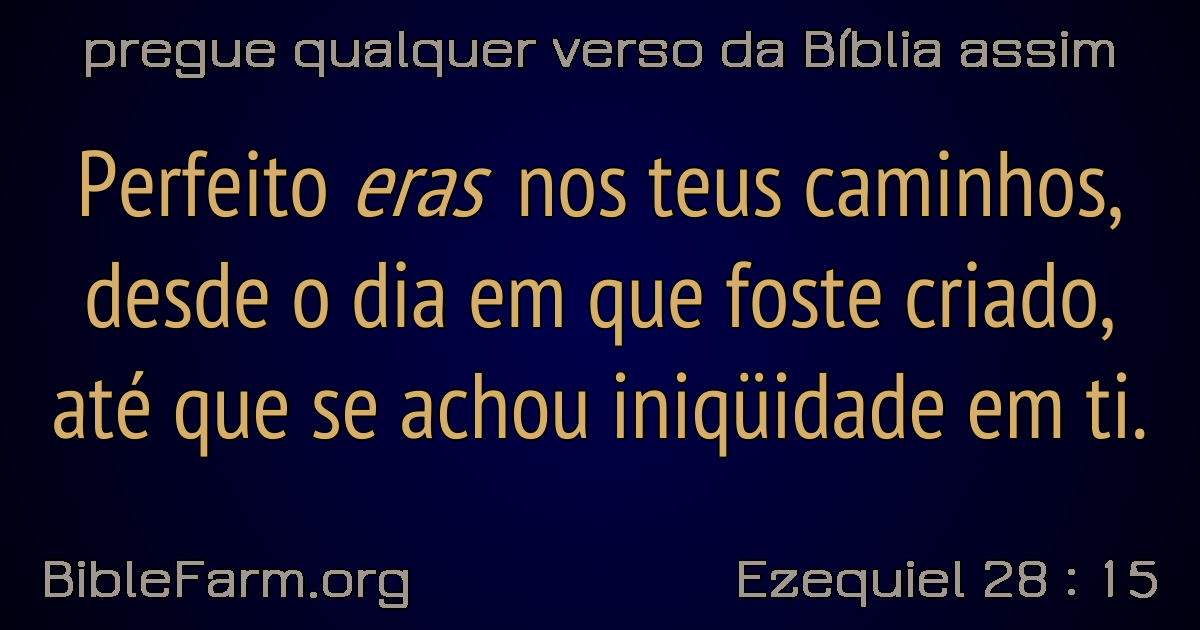 pregue qualquer verso da Bíblia assim
Perfeito eras nos teus caminhos,
desde o dia em que foste criado,
até que se achou iniqüidade em ti.
BibleFarm.org
Ezequiel 28 : 15